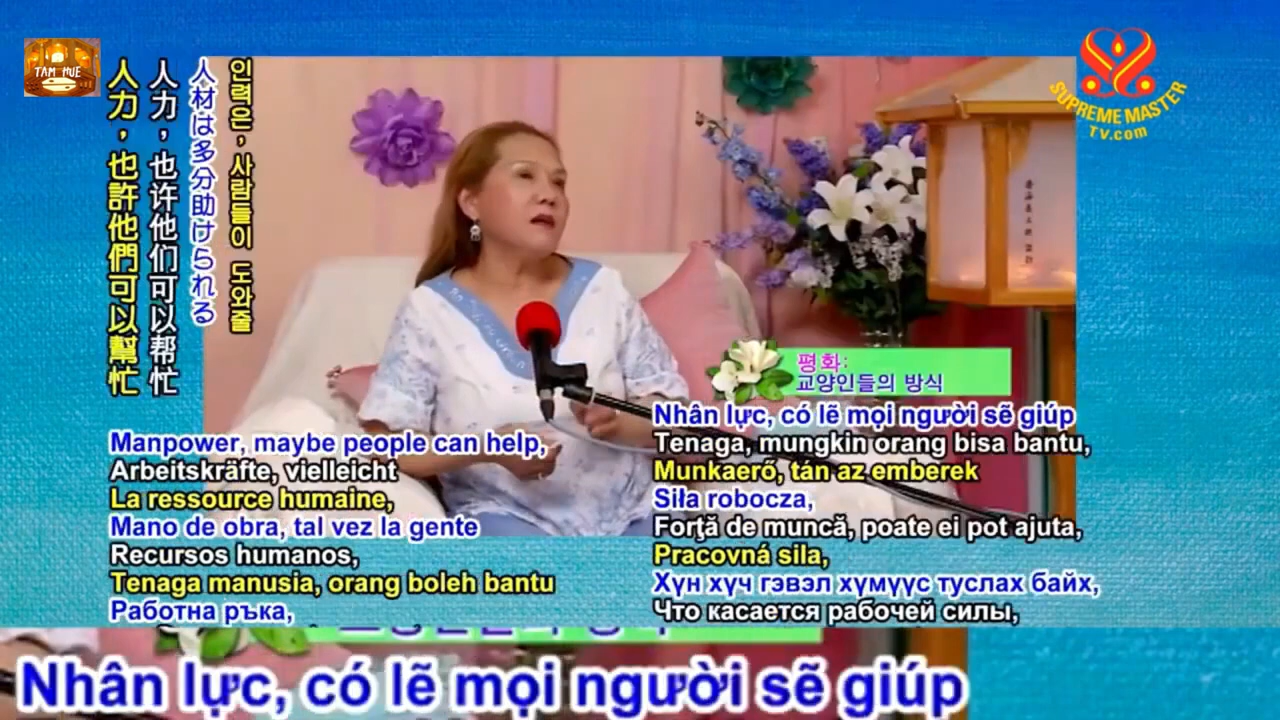 TAM HUE
SUPREME MASTER
TV.com
인력은, 사람들이 도와줄
人材は多分助けられる
人力，也许他们可以帮忙
人力，也許他們可以幫忙
평화:
교양인들의 방식
Manpower, maybe people can help,
Arbeitskräfte, vielleicht
La ressource humaine,
Mano de obra, tal vez la gente
Recursos humanos,
Tenaga manusia, orang boleh bantu
Работна ръка,
Nhân lực, có lẽ mọi người sẽ giúp
Tenaga, mungkin orang bisa bantu,
Munkaerő, tán az emberek
Siła robocza,
Forţă de muncă, poate ei pot ajuta,
Pracovná sila,
Хүн хүч гэвэл хүмүүс туслах байх,
Что касается рабочей силы,
Nhân lực, có lẽ mọi người sẽ giúp